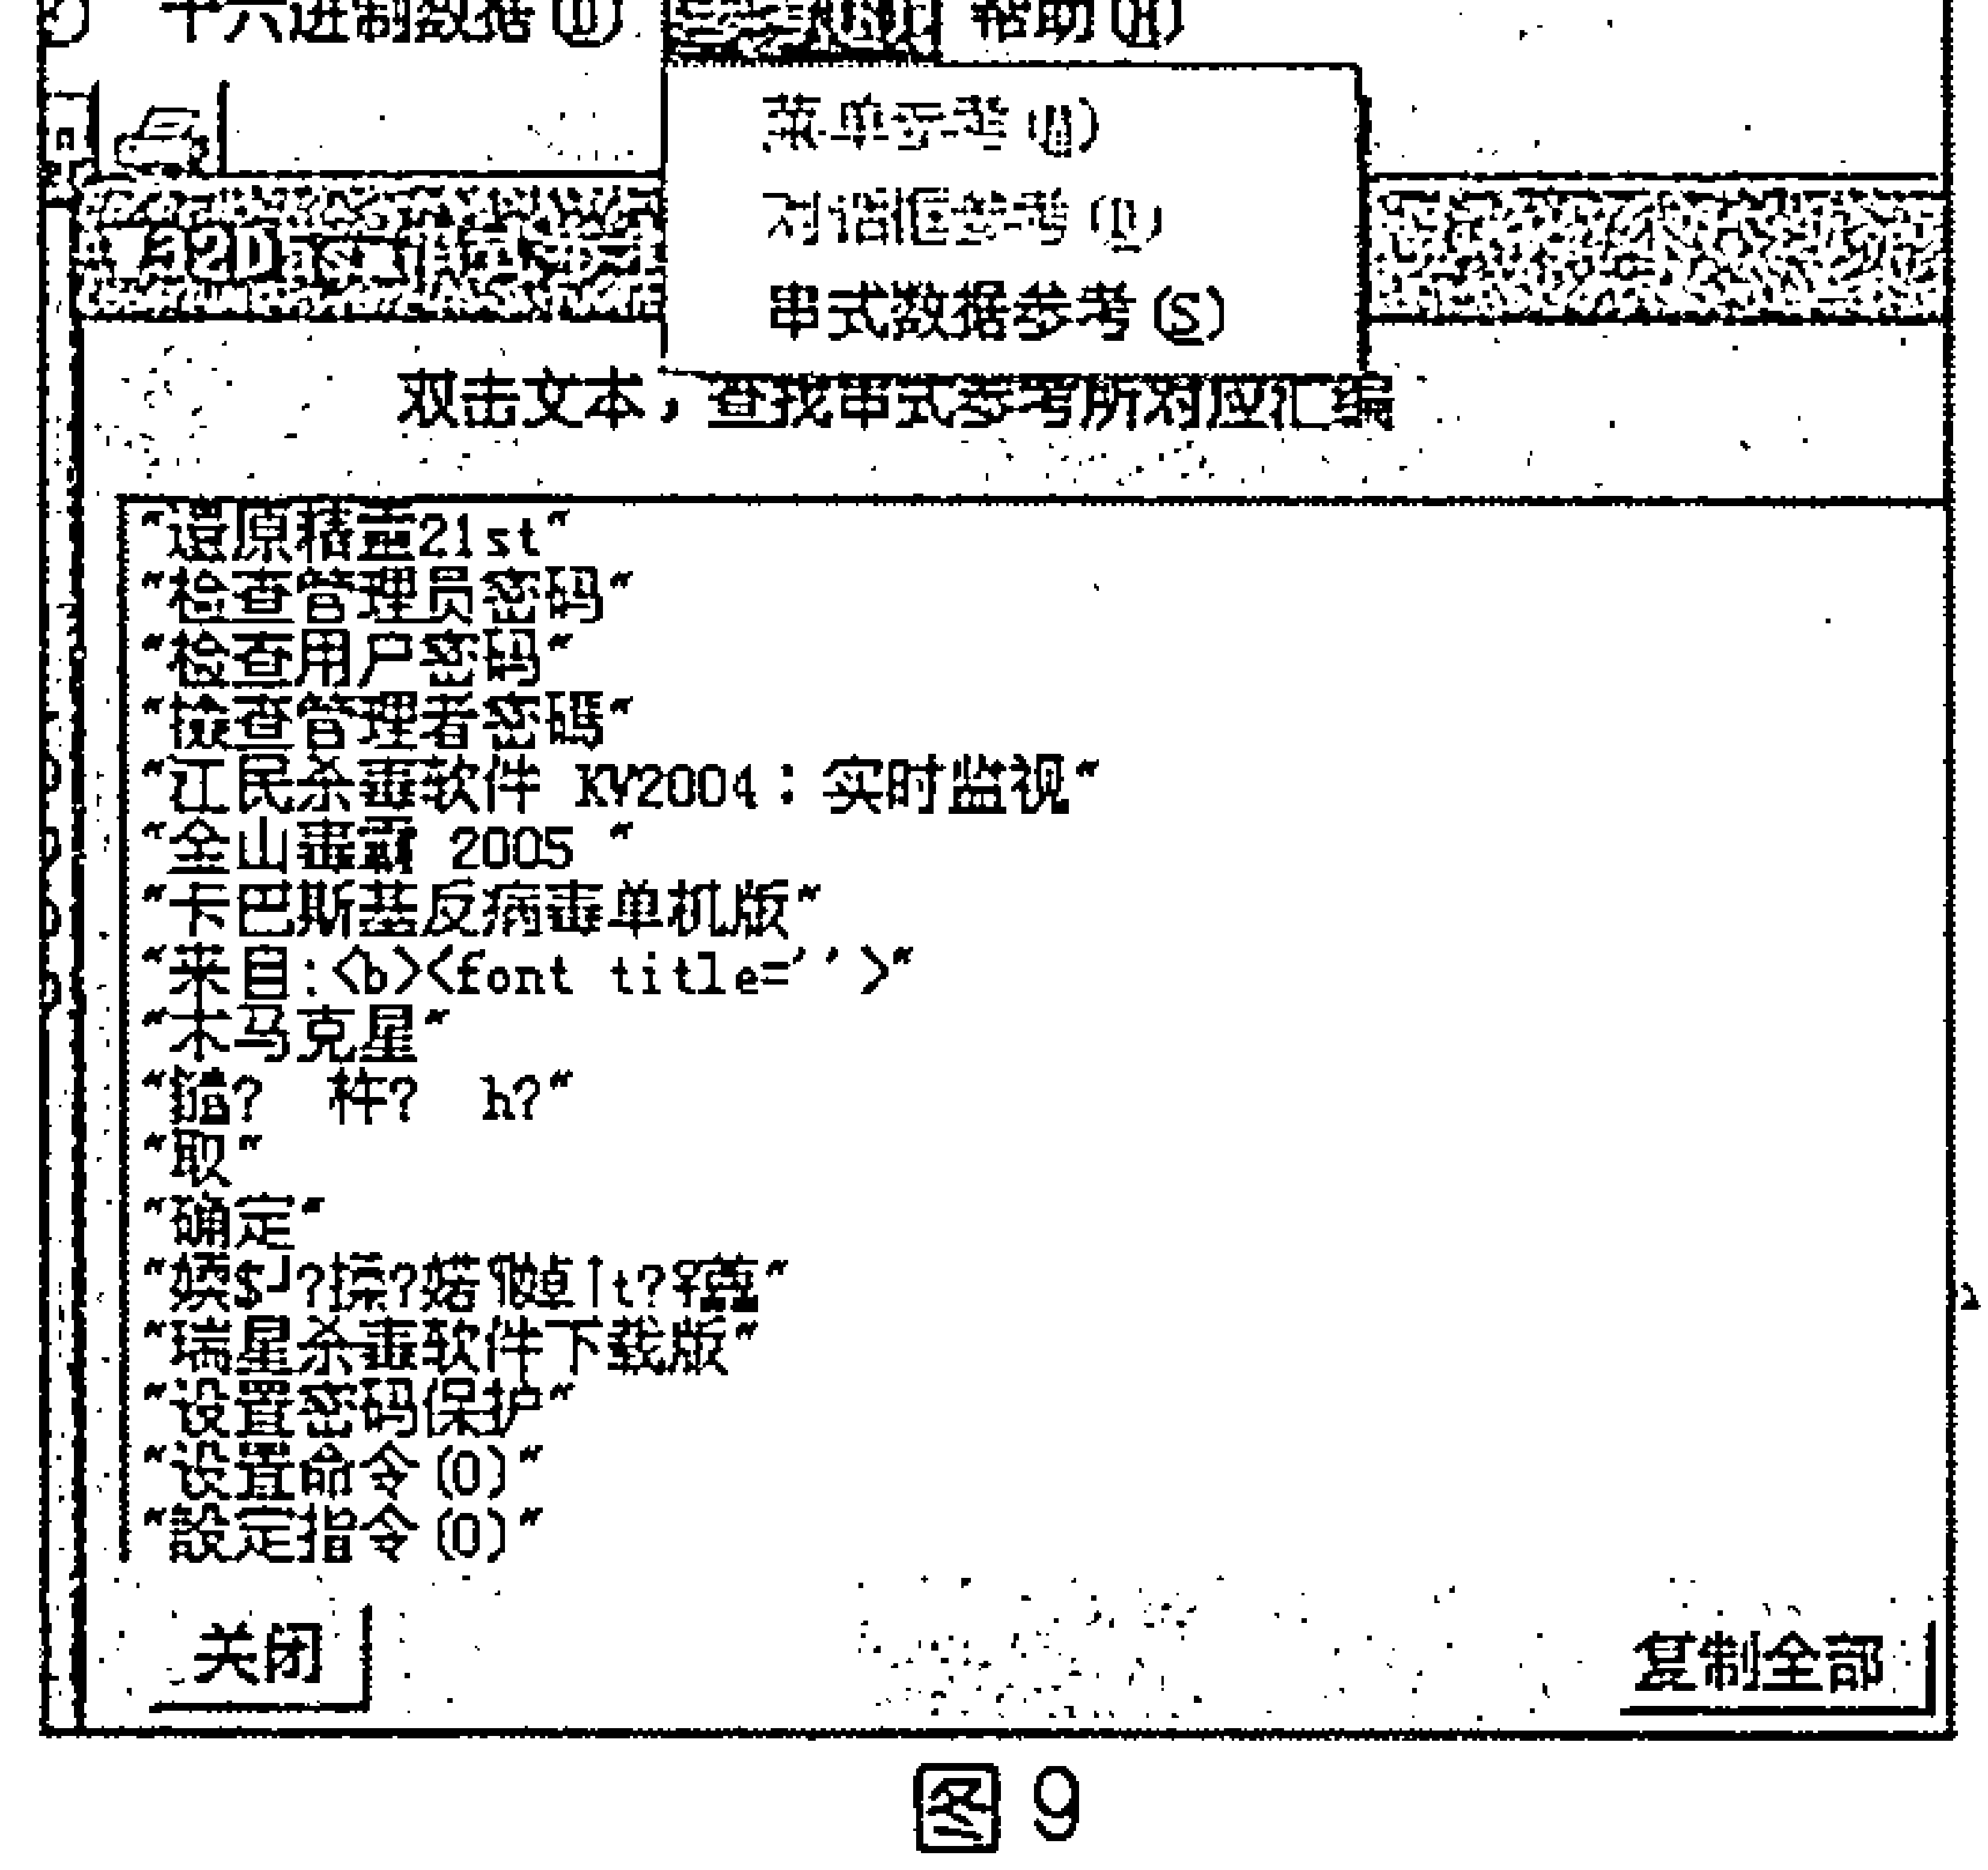 十六进制数据(D) 帮助(H)
菜单参考(M)
对话框参考(D)
串式数据参考(S)
双击文本，查找串式参考所对应汇编
"還原精靈21st"
"检查管理员密码"
"检查用户密码"
"檢查管理者密碼"
"江民杀毒软件 KV2004：实时监视"
"金山毒霸 2005 "
"卡巴斯基反病毒单机版"
"来自:<b><font title=''>"
"木马克星"
"? 杵? h?"
"取"
"确定"
"瑞星杀毒软件下载版"
"设置密码保护"
"设置命令(O)"
"設定指令(O)"
关闭 复制全部
图 9